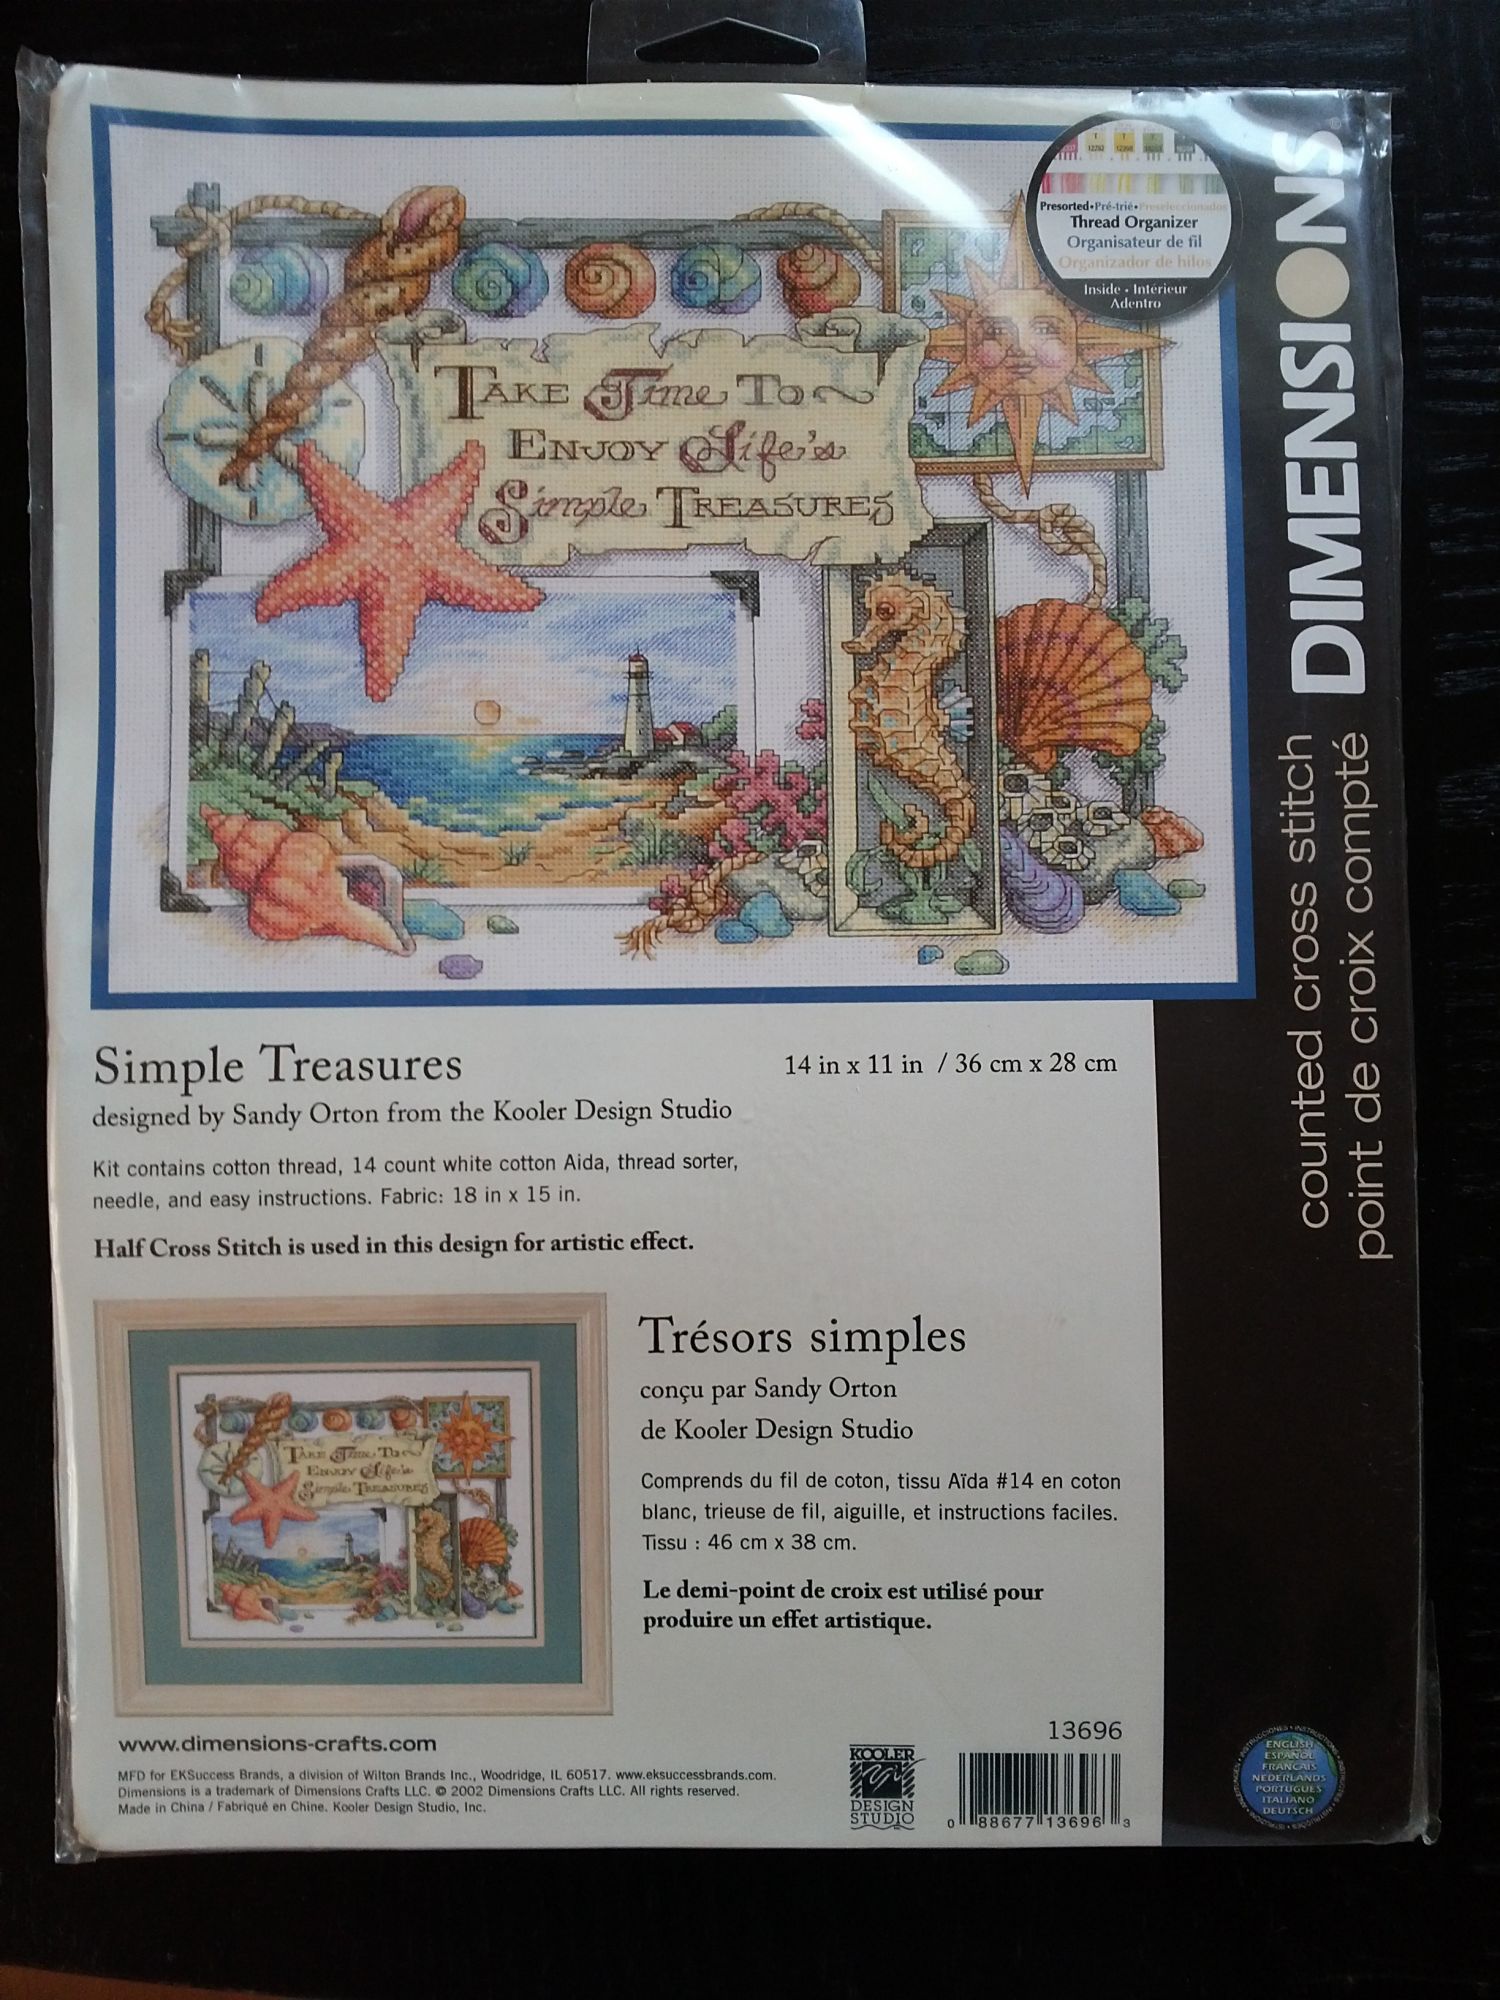 Presorted•Pré-trié•Preseleccionados
Thread Organizer
Organisateur de fil
Organizador de hilos
Inside • Intérieur
Adentro
DIMENSIONS®
counted cross stitch
point de croix compté
TAKE Time TO
ENJOY Life's
Simple TREASURES
Simple Treasures
14 in x 11 in / 36 cm x 28 cm
designed by Sandy Orton from the Kooler Design Studio
Kit contains cotton thread, 14 count white cotton Aida, thread sorter,
needle, and easy instructions. Fabric: 18 in x 15 in.
Half Cross Stitch is used in this design for artistic effect.
TAKE Time TO
ENJOY Life's
Simple TREASURES
Trésors simples
conçu par Sandy Orton
de Kooler Design Studio
Comprends du fil de coton, tissu Aïda #14 en coton
blanc, trieuse de fil, aiguille, et instructions faciles.
Tissu : 46 cm x 38 cm.
Le demi-point de croix est utilisé pour
produire un effet artistique.
www.dimensions-crafts.com
MFD for EKSuccess Brands, a division of Wilton Brands Inc., Woodridge, IL 60517. www.eksuccessbrands.com.
Dimensions is a trademark of Dimensions Crafts LLC. © 2002 Dimensions Crafts LLC. All rights reserved.
Made in China / Fabriqué en Chine. Kooler Design Studio, Inc.
KOOLER
DESIGN
STUDIO
13696
0 88677 13696 3
ENGLISH
ESPAÑOL
FRANÇAIS
NEDERLANDS
PORTUGUES
ITALIANO
DEUTSCH